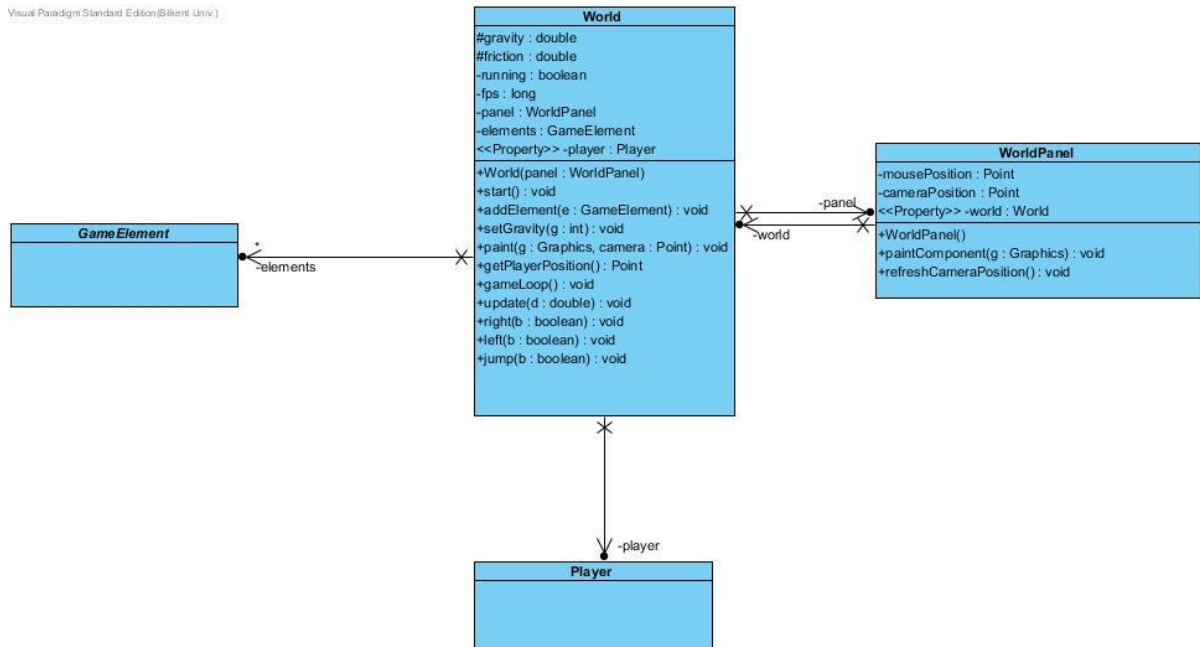 Visual Paradigm Standard Edition(Bilkent Univ.)
World
#gravity : double
#friction : double
-running : boolean
-fps : long
-panel : WorldPanel
-elements : GameElement
<<Property>> -player : Player
+World(panel : WorldPanel)
+start() : void
+addElement(e : GameElement) : void
+setGravity(g : int) : void
+paint(g : Graphics, camera : Point) : void
+getPlayerPosition() : Point
+gameLoop() : void
+update(d : double) : void
+right(b : boolean) : void
+left(b : boolean) : void
+jump(b : boolean) : void
WorldPanel
-mousePosition : Point
-cameraPosition : Point
<<Property>> -world : World
+WorldPanel()
+paintComponent(g : Graphics) : void
+refreshCameraPosition() : void
-panel
-world
GameElement
*
-elements
-player
Player